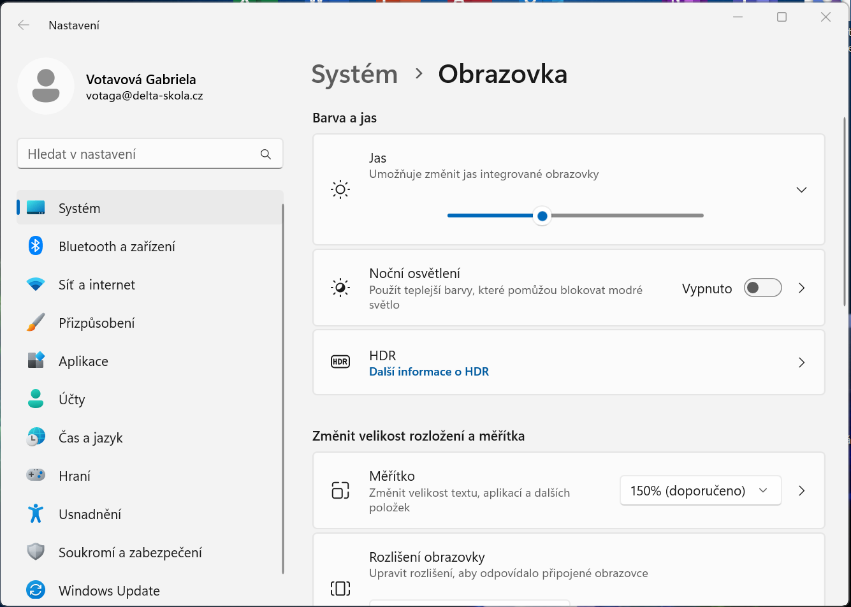 Nastavení
Votavová Gabriela
votaga@delta-skola.cz
Hledat v nastavení
Systém
Bluetooth a zařízení
Síť a internet
Přizpůsobení
Aplikace
Účty
Čas a jazyk
Hraní
Usnadnění
Soukromí a zabezpečení
Windows Update
Systém > Obrazovka
Barva a jas
Jas
Umožňuje změnit jas integrované obrazovky
Noční osvětlení
Použít teplejší barvy, které pomůžou blokovat modré
světlo
Vypnuto
HDR
HDR
Další informace o HDR
Změnit velikost rozložení a měřítka
Měřítko
Změnit velikost textu, aplikací a dalších
položek
150% (doporučeno)
Rozlišení obrazovky
Upravit rozlišení, aby odpovídalo připojené obrazovce